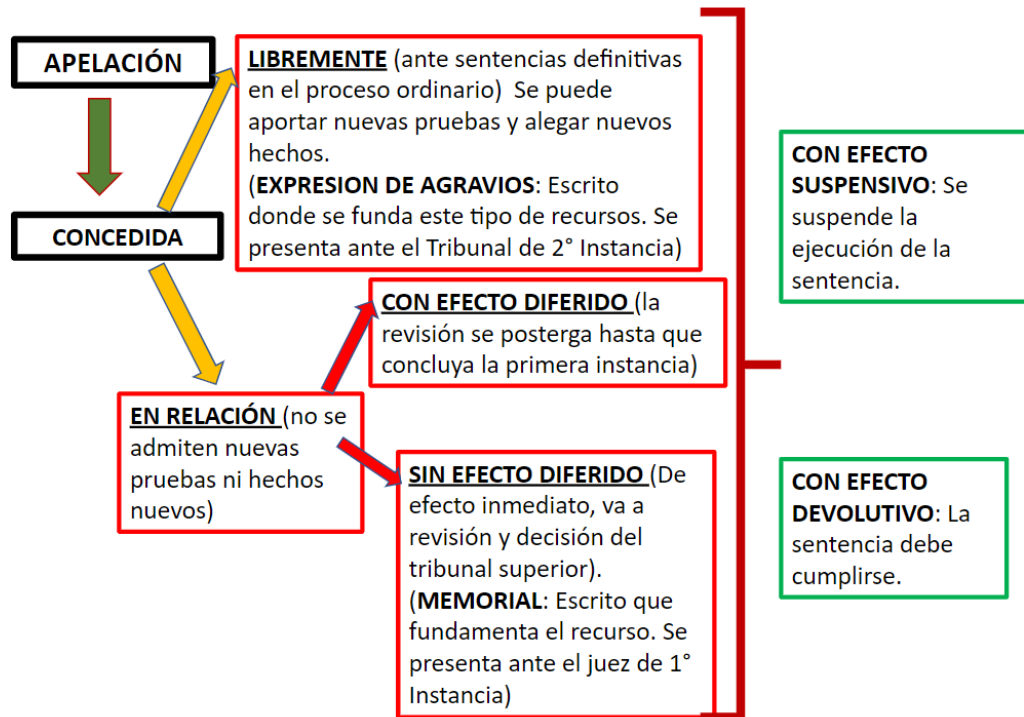 APELACIÓN
CONCEDIDA
LIBREMENTE (ante sentencias definitivas
en el proceso ordinario) Se puede
aportar nuevas pruebas y alegar nuevos
hechos.
(EXPRESION DE AGRAVIOS: Escrito
donde se funda este tipo de recursos. Se
presenta ante el Tribunal de 2° Instancia)
EN RELACIÓN (no se
admiten nuevas
pruebas ni hechos
nuevos)
CON EFECTO DIFERIDO (la
revisión se posterga hasta que
concluya la primera instancia)
SIN EFECTO DIFERIDO (De
efecto inmediato, va a
revisión y decisión del
tribunal superior).
(MEMORIAL: Escrito que
fundamenta el recurso. Se
presenta ante el juez de 1°
Instancia)
CON EFECTO
SUSPENSIVO: Se
suspende la
ejecución de la
sentencia.
CON EFECTO
DEVOLUTIVO: La
sentencia debe
cumplirse.